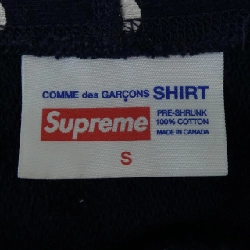 COMME des GARÇONS SHIRT
Supreme
PRE-SHRUNK
100% COTTON
MADE IN CANADA
S